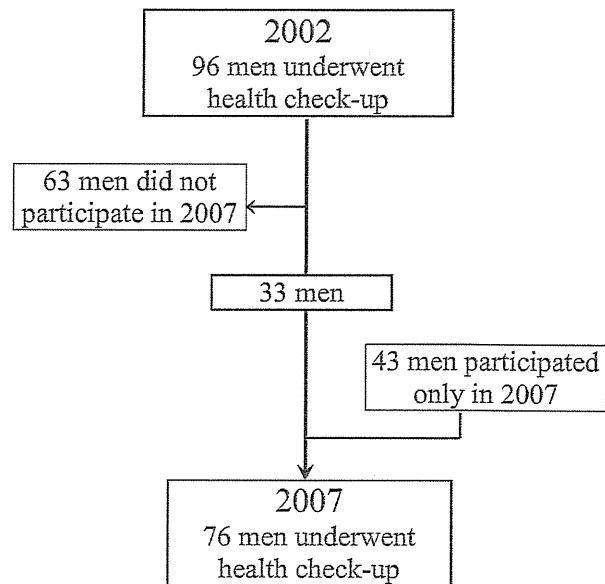 2002
96 men underwent
health check-up
63 men did not
participate in 2007
33 men
43 men participated
only in 2007
2007
76 men underwent
health check-up